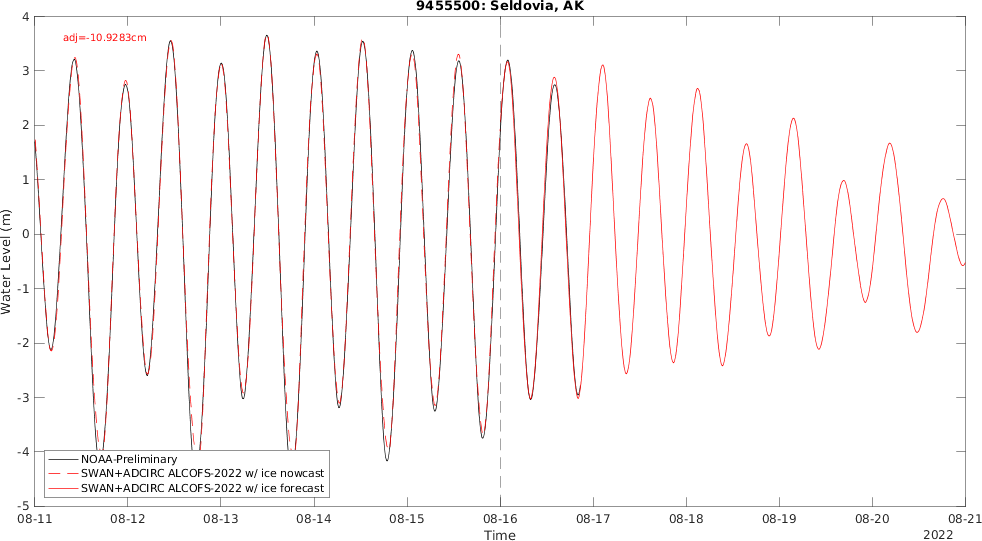 9455500: Seldovia, AK
adj=-10.9283cm
4
3
2
1
0
-1
-2
-3
-4
-5
Water Level (m)
NOAA-Preliminary
SWAN+ADCIRC ALCOFS-2022 w/ ice nowcast
SWAN+ADCIRC ALCOFS-2022 w/ ice forecast
08-11 08-12 08-13 08-14 08-15 08-16 08-17 08-18 08-19 08-20 08-21
Time
2022